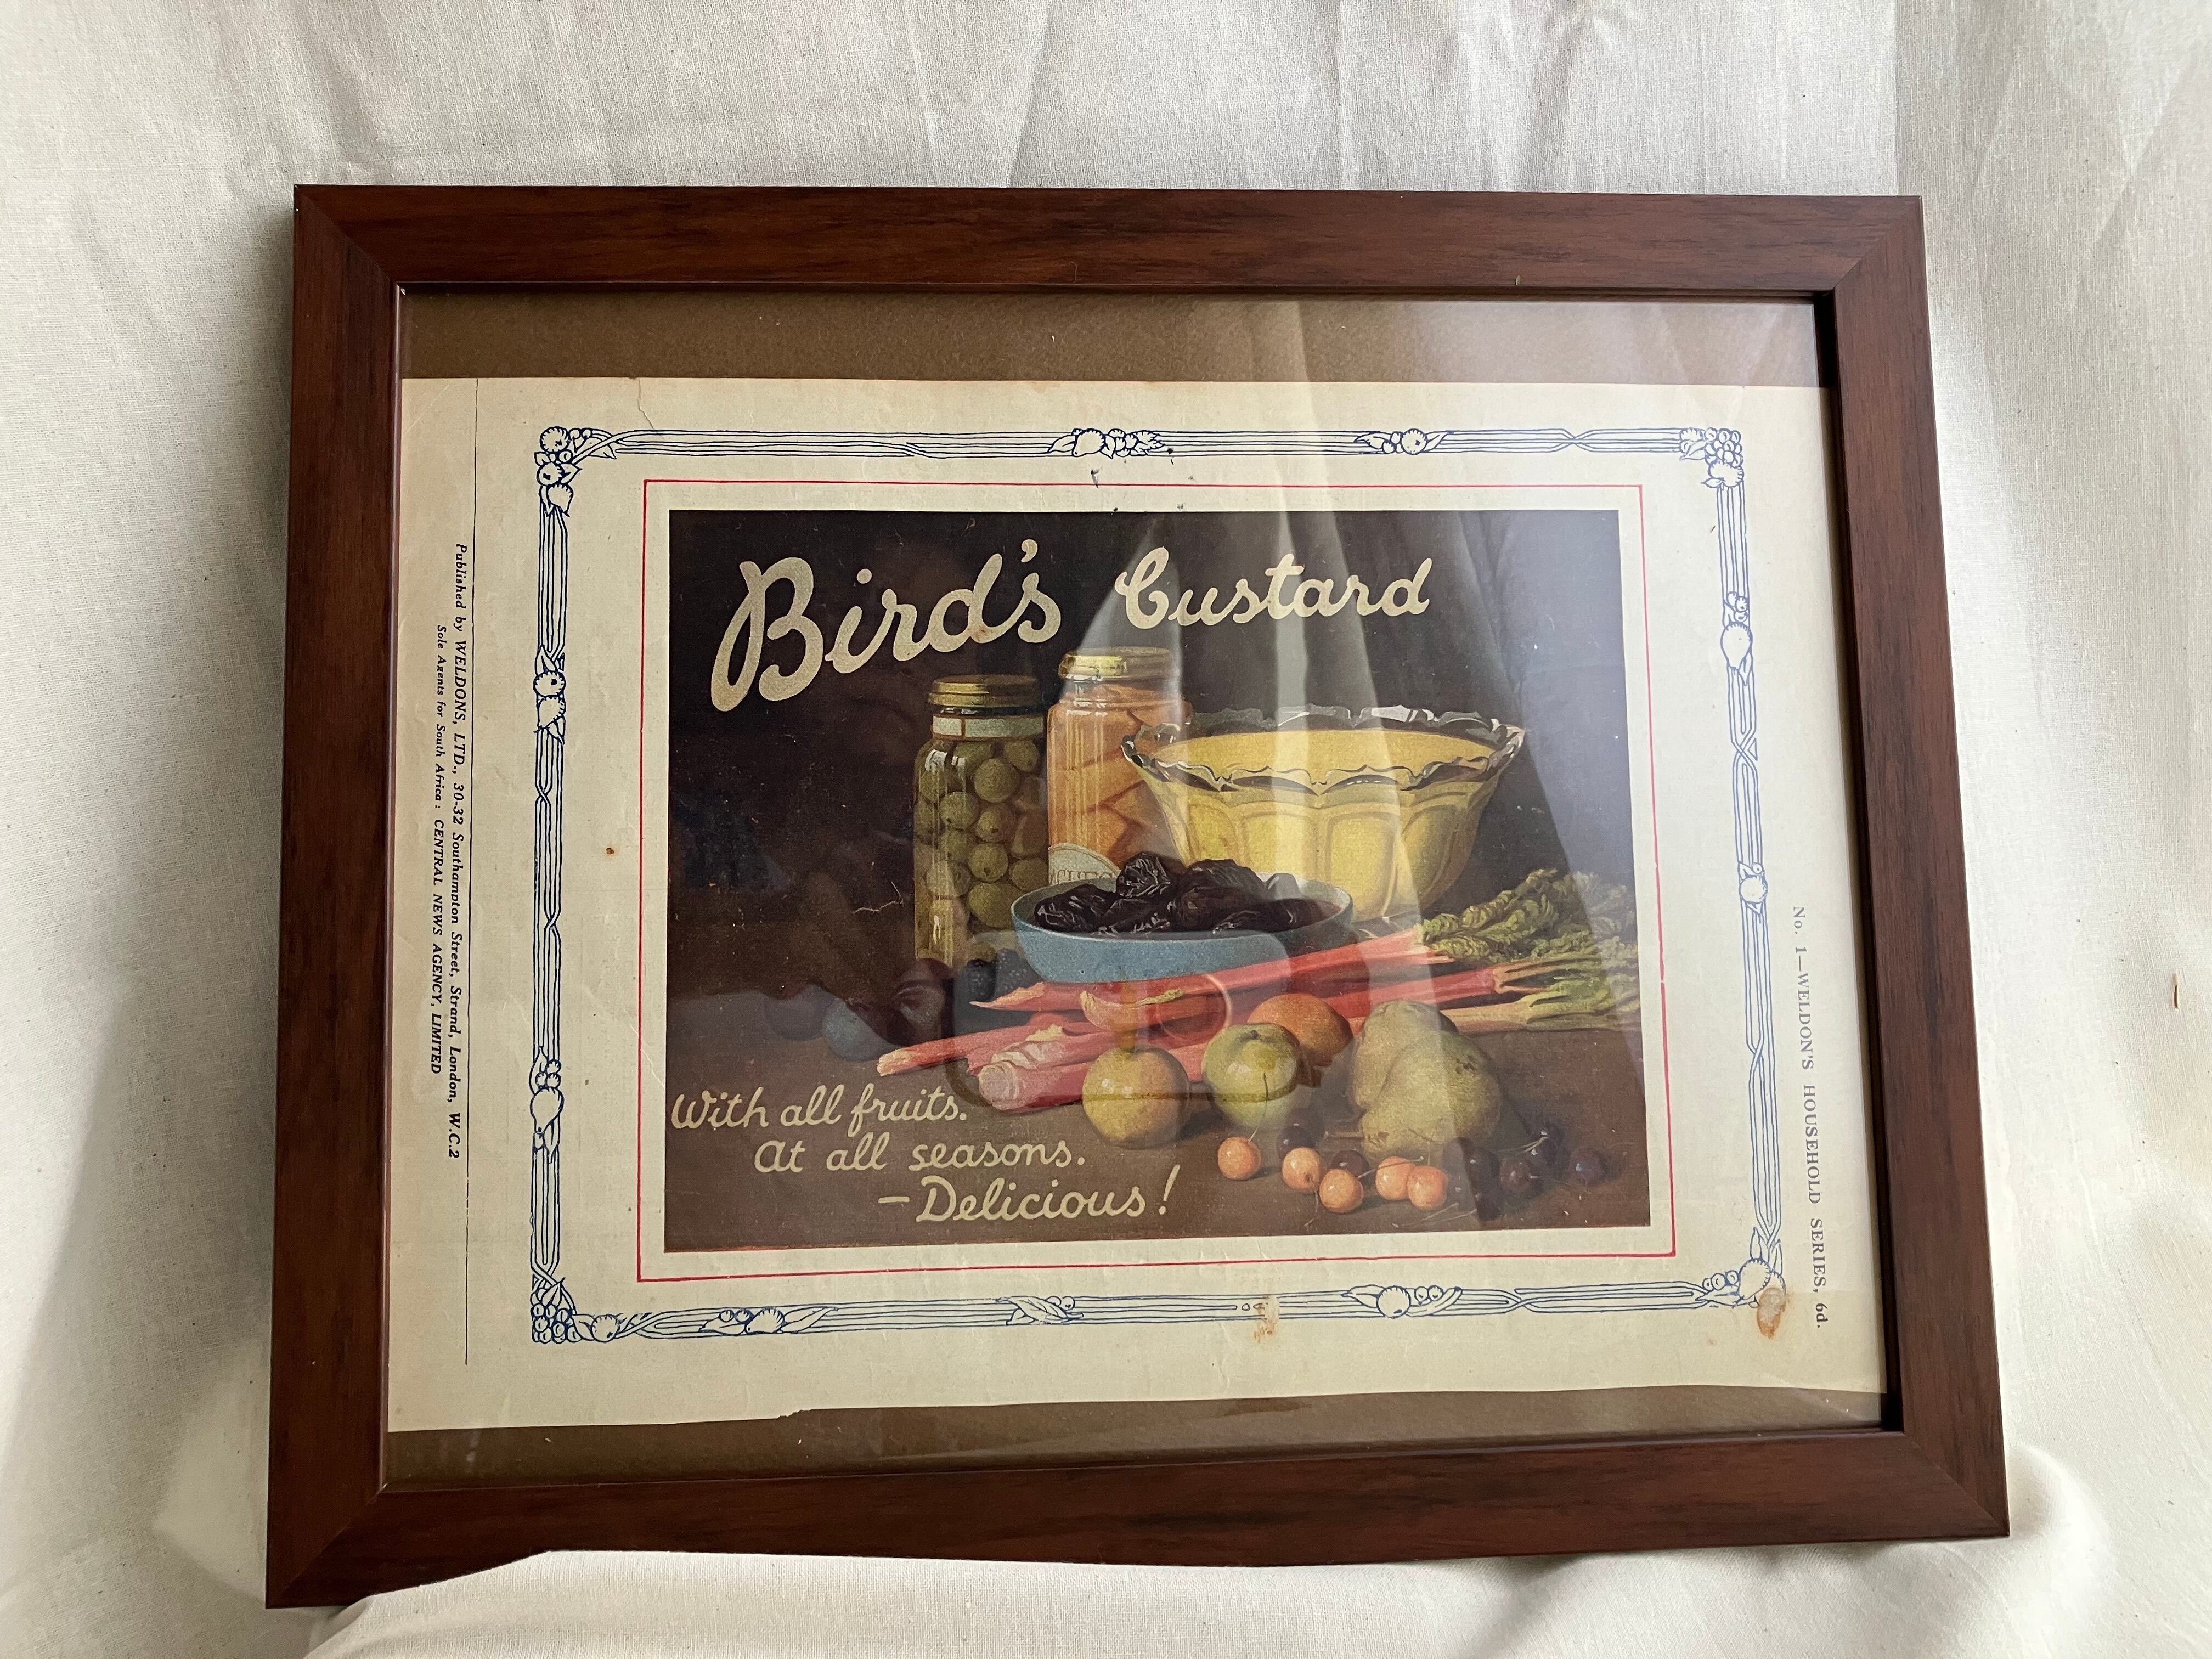 Bird's Custard
With all fruits.
At all seasons.
– Delicious!
Published by WELDONS, LTD., 30-32 Southampton Street, Strand, London, W.C.2
Sole Agents for South Africa: CENTRAL NEWS AGENCY, LIMITED
No. 1—WELDON'S HOUSEHOLD SERIES, 6d.